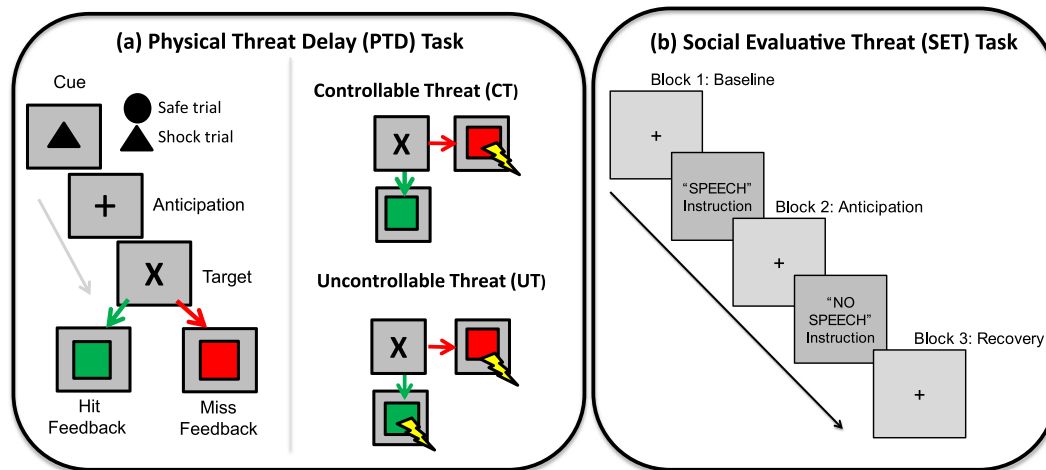 (a) Physical Threat Delay (PTD) Task
Cue
Safe trial
Shock trial
+
Anticipation
X
Target
Hit
Feedback
Miss
Feedback
Controllable Threat (CT)
X
Uncontrollable Threat (UT)
X
(b) Social Evaluative Threat (SET) Task
Block 1: Baseline
+
“SPEECH”
Instruction
Block 2: Anticipation
+
“NO
SPEECH”
Instruction
Block 3: Recovery
+